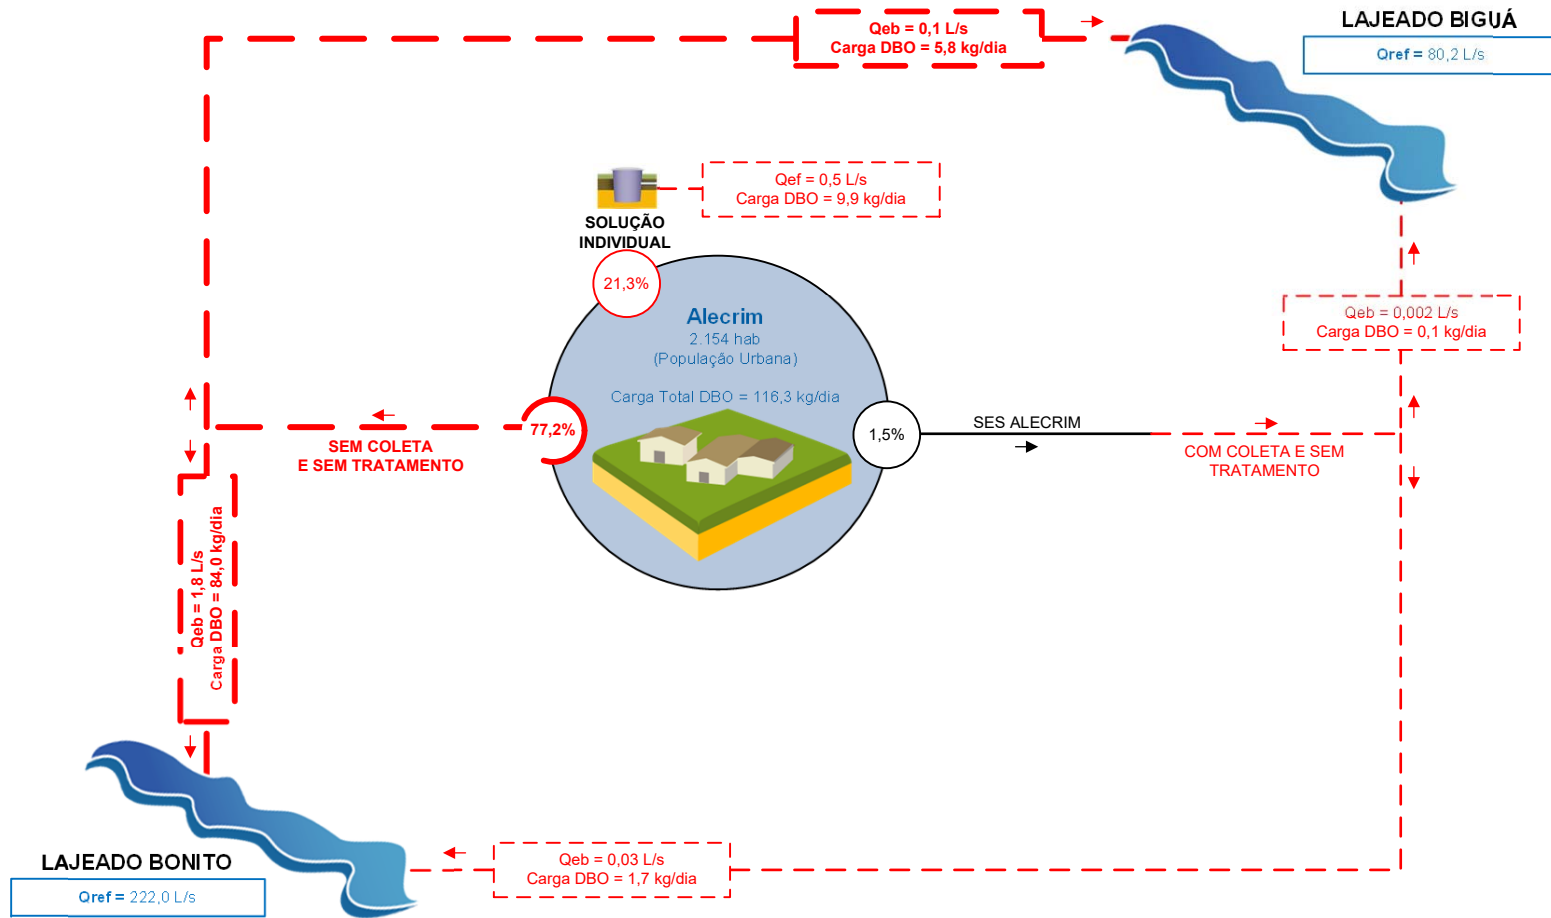 LAJEADO BIGUÁ
Qref = 80,2 L/s
Qeb = 0,1 L/s
Carga DBO = 5,8 kg/dia
Qef = 0,5 L/s
Carga DBO = 9,9 kg/dia
SOLUÇÃO
INDIVIDUAL
21,3%
Alecrim
2.154 hab
(População Urbana)
Carga Total DBO = 116,3 kg/dia
Qeb = 0,002 L/s
Carga DBO = 0,1 kg/dia
77,2%
SEM COLETA
E SEM TRATAMENTO
1,5%
SES ALECRIM
COM COLETA E SEM
TRATAMENTO
Qeb = 1,8 L/s
Carga DBO = 84,0 kg/dia
LAJEADO BONITO
Qref = 222,0 L/s
Qeb = 0,03 L/s
Carga DBO = 1,7 kg/dia